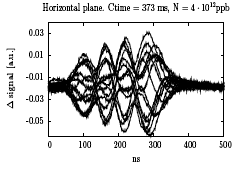 Horizontal plane. Ctime = 373 ms, N = 4 · 10¹²ppb
0.03
0.01
-0.01
-0.03
-0.05
Δ signal [a.u.]
0 100 200 300 400 500
ns